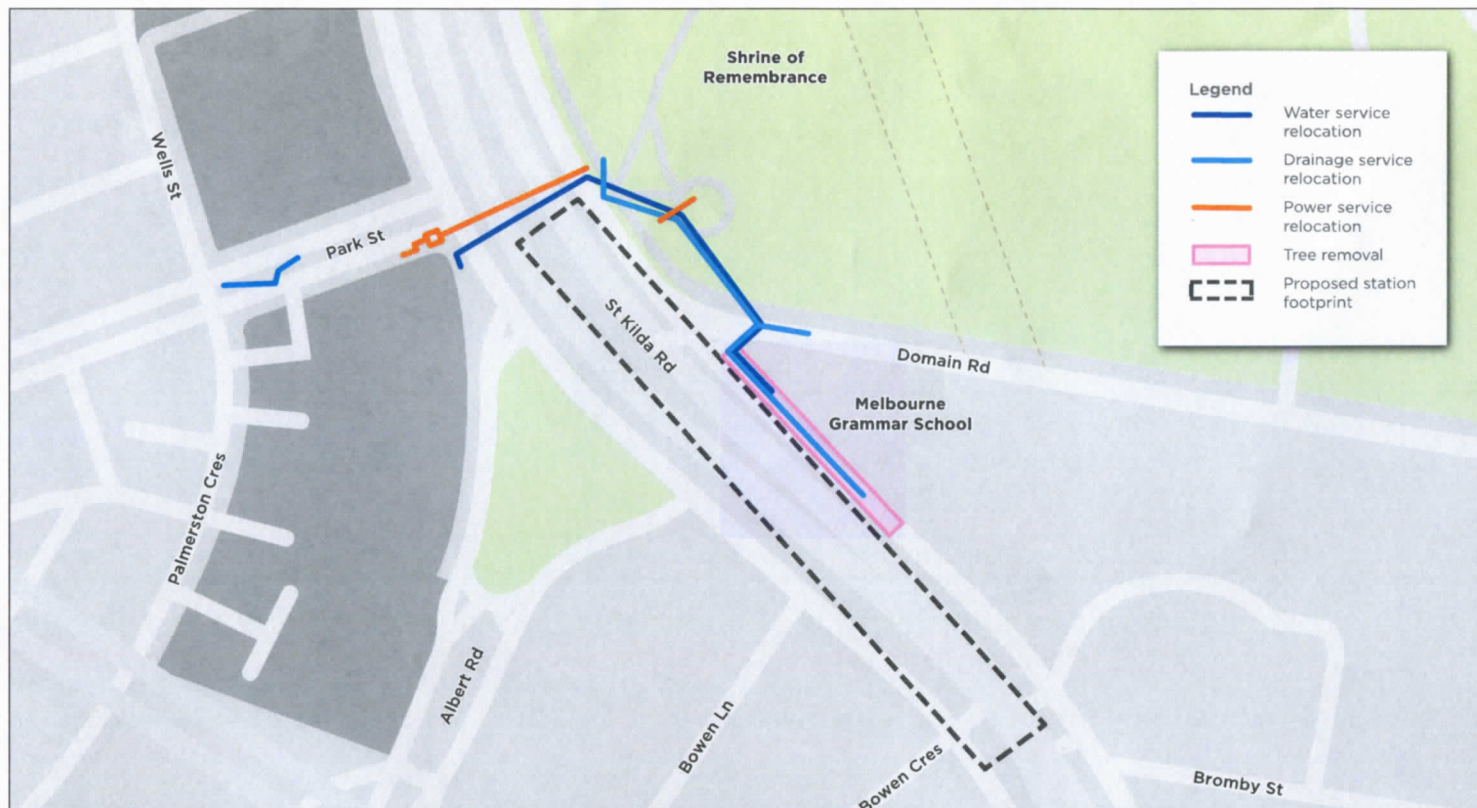 Shrine of
Remembrance
Legend
Water service
relocation
Drainage service
relocation
Power service
relocation
Tree removal
Proposed station
footprint
Wells St
Park St
St Kilda Rd
Domain Rd
Melbourne
Grammar School
Palmerston Cres
Albert Rd
Bowen Ln
Bowen Cres
Bromby St